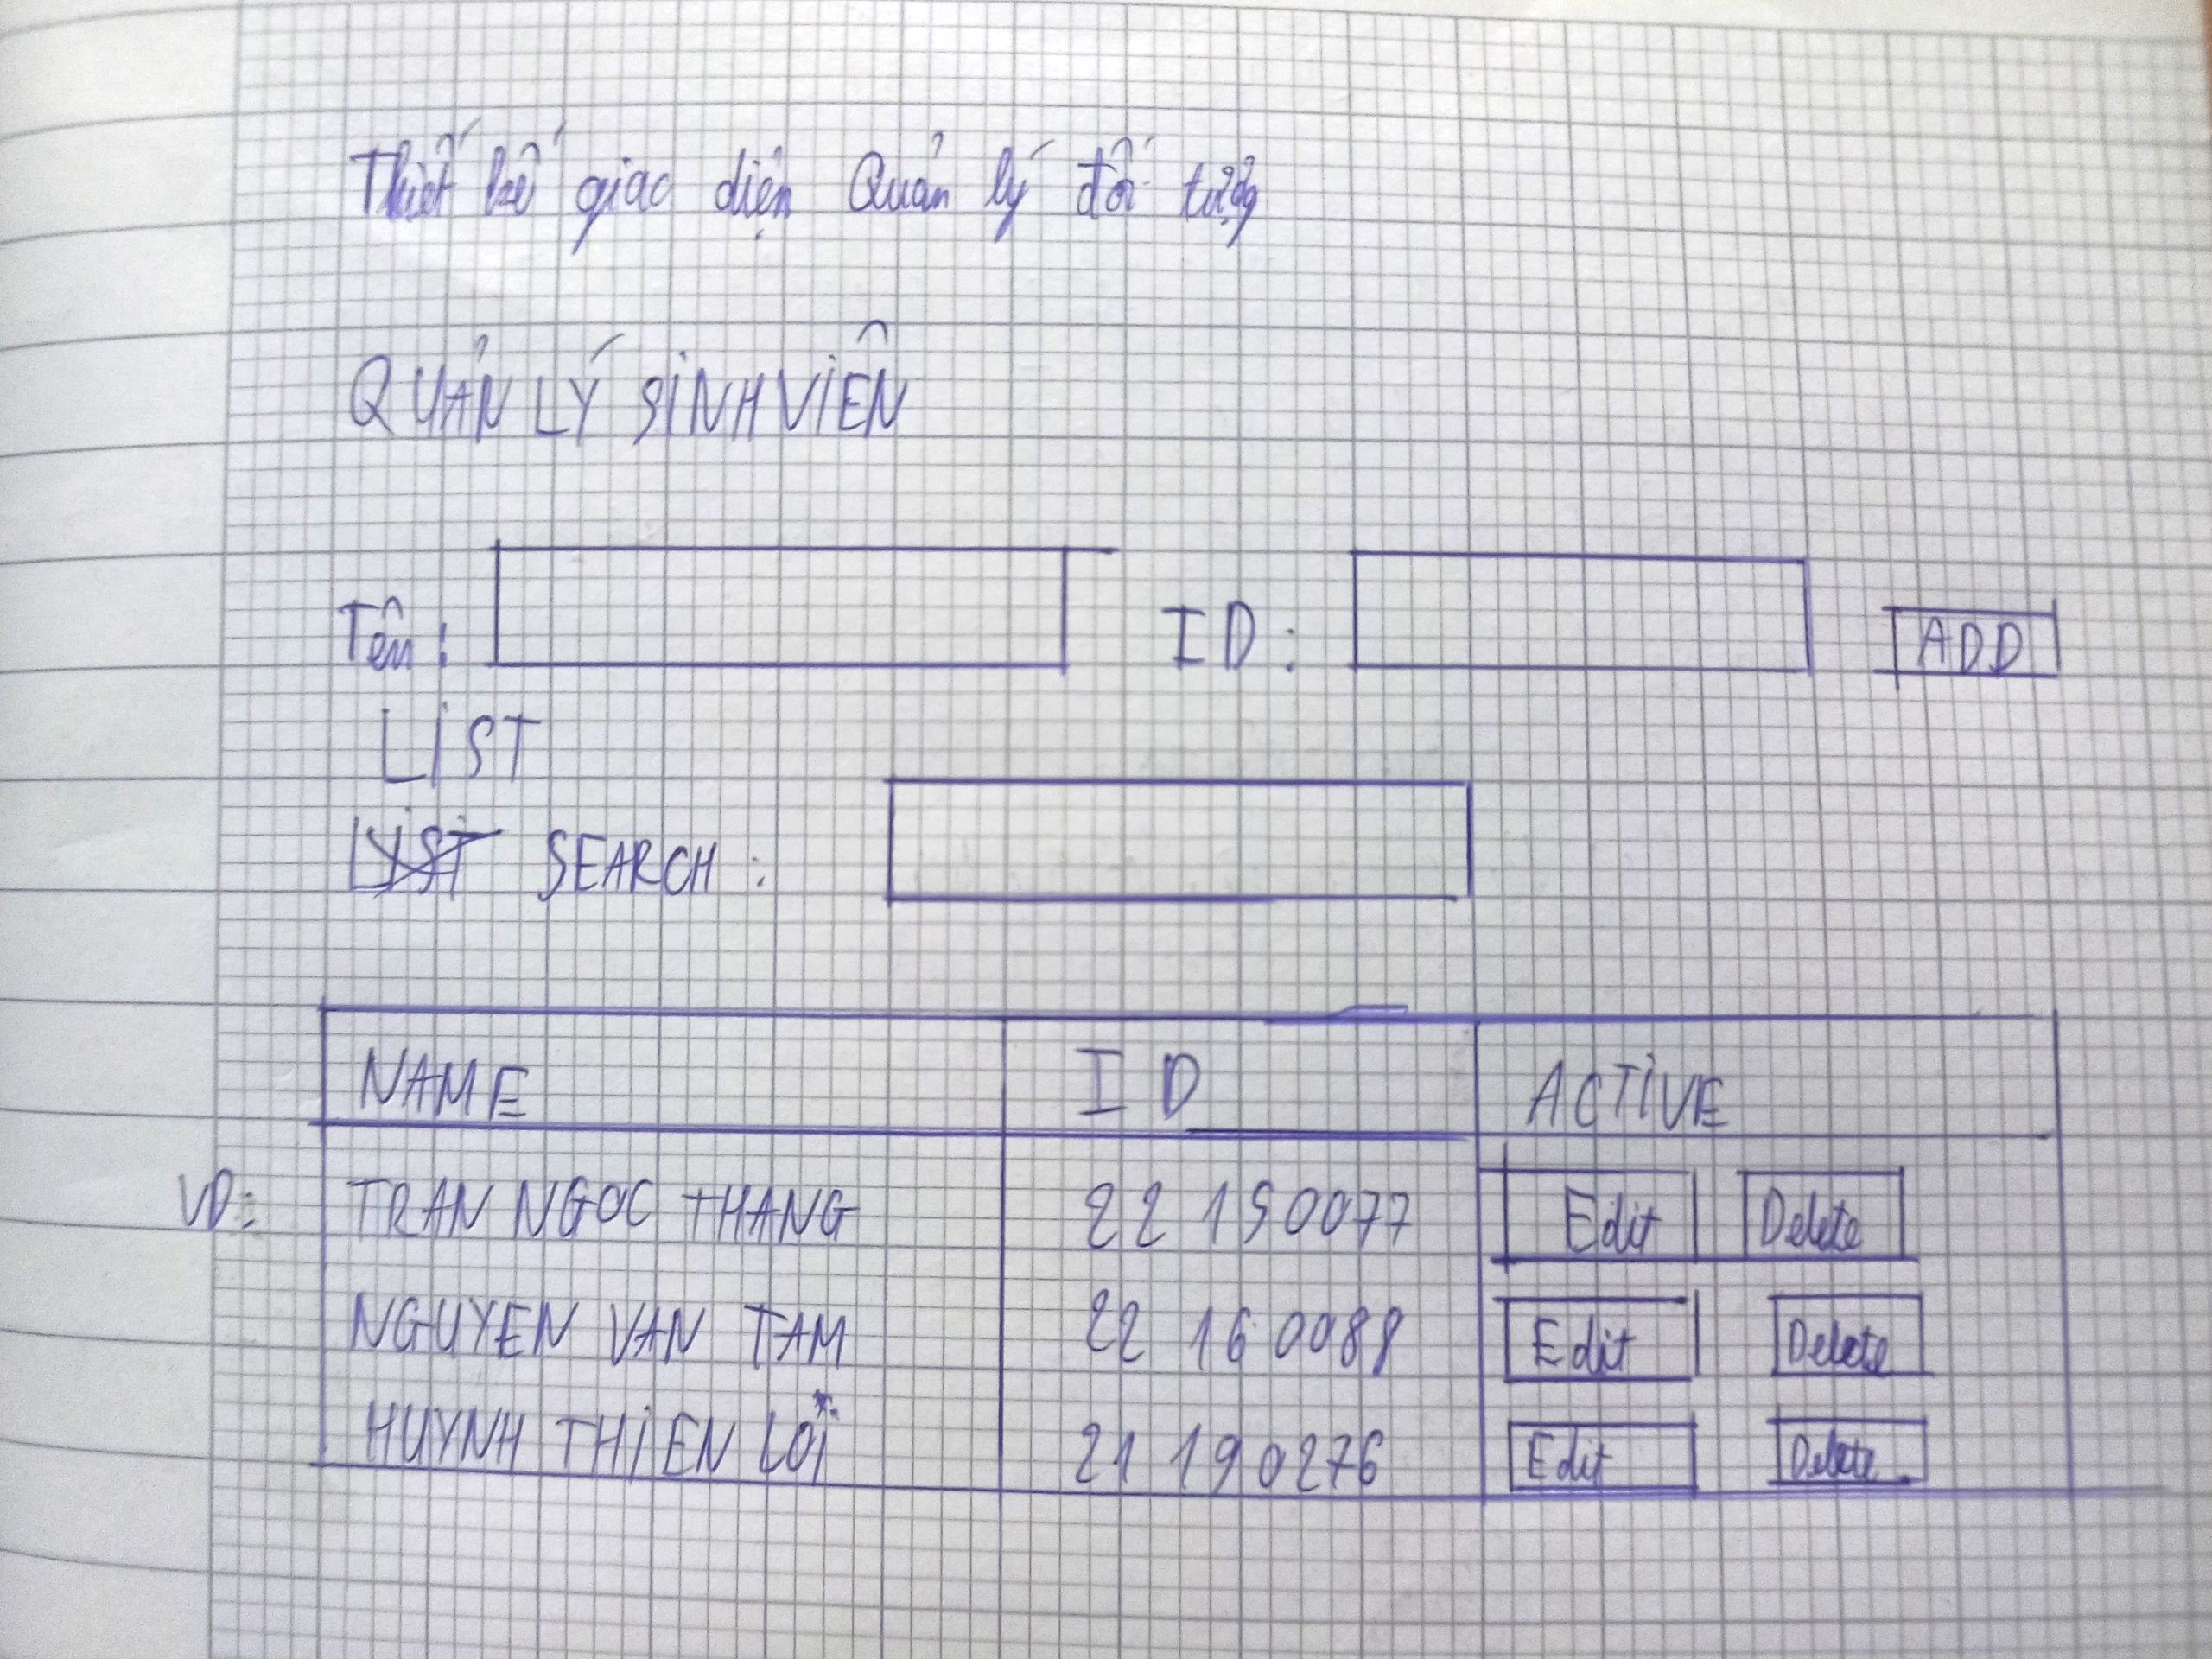 Thiết kế giao diện Quản lý đối tượng
QUẢN LÝ SINH VIÊN
Tên: ID: ADD
LIST
LIST SEARCH:
NAME ID ACTIVE
VD: TRAN NGOC THANG 22 150077 Edit Delete
NGUYEN VAN TAM 22 160088 Edit Delete
HUYNH THIEN LOI 21 190276 Edit Delete